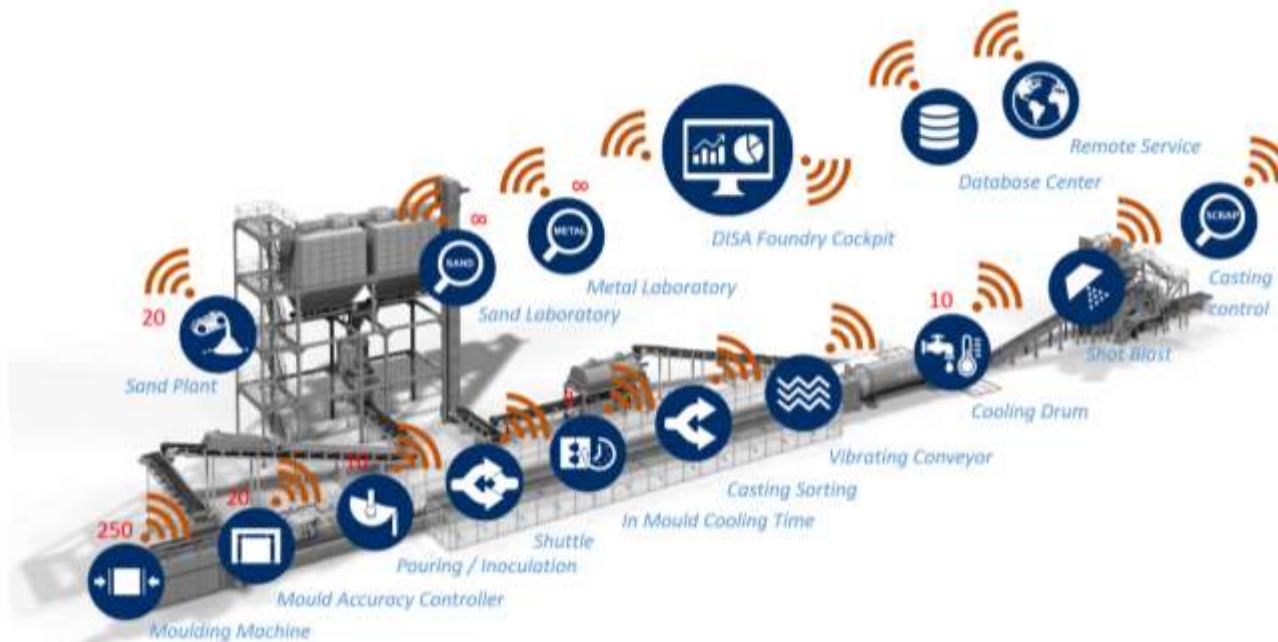 Remote Service
Database Center
SCRAP
DISA Foundry Cockpit
∞
METAL
∞
SAND
Metal Laboratory
Casting
control
Sand Laboratory
20
10
Sand Plant
Shot Blast
Cooling Drum
Vibrating Conveyor
Casting Sorting
In Mould Cooling Time
10
20
250
Shuttle
Pouring / Inoculation
Mould Accuracy Controller
Moulding Machine